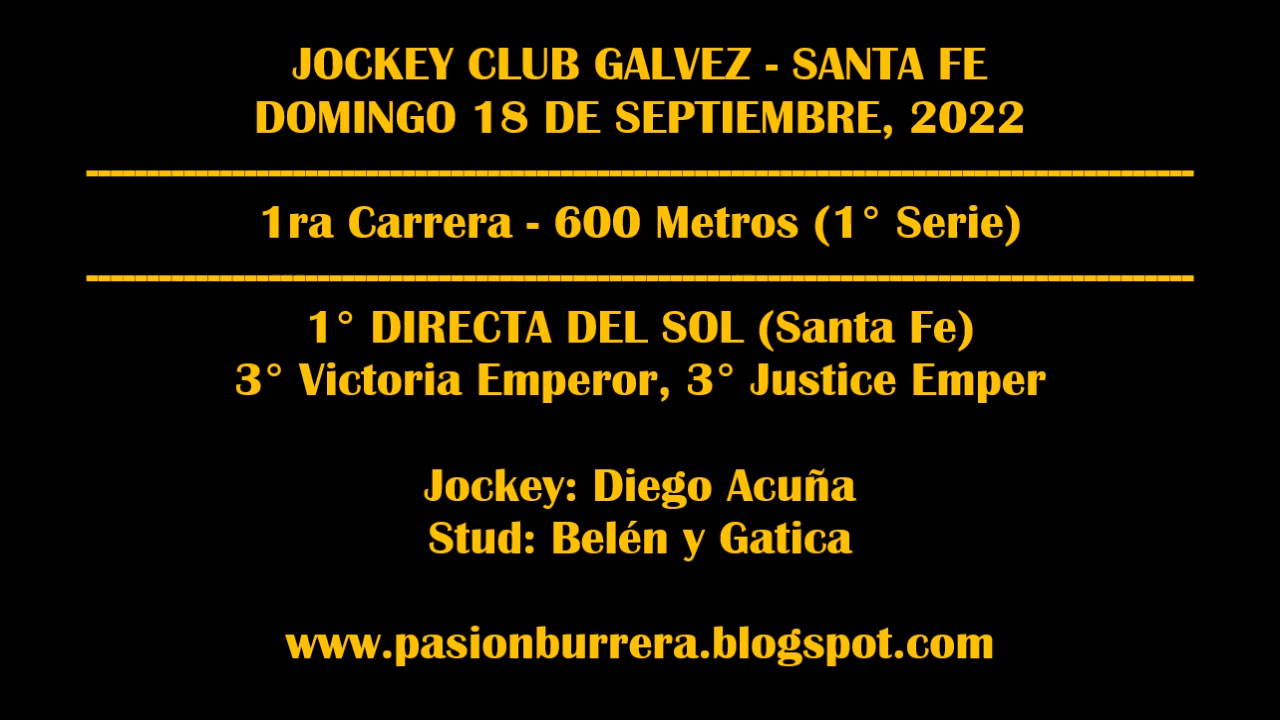 JOCKEY CLUB GALVEZ - SANTA FE
DOMINGO 18 DE SEPTIEMBRE, 2022
1ra Carrera - 600 Metros (1° Serie)
1° DIRECTA DEL SOL (Santa Fe)
3° Victoria Emperor, 3° Justice Emper
Jockey: Diego Acuña
Stud: Belén y Gatica
www.pasionburrera.blogspot.com